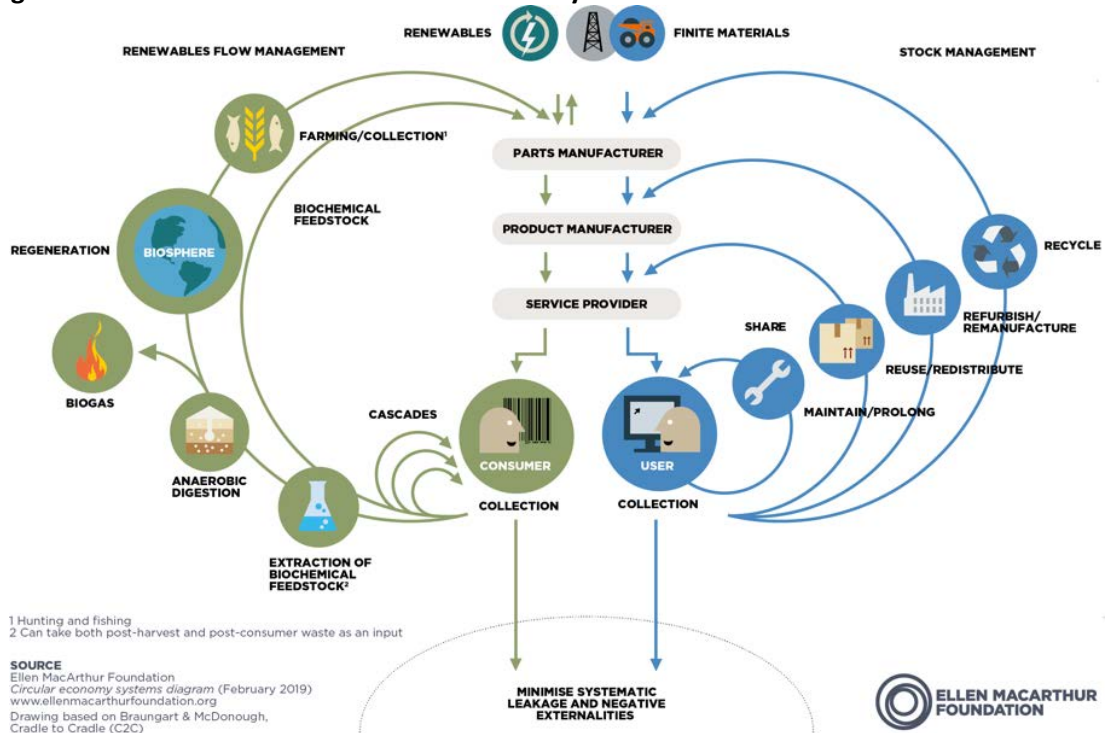 RENEWABLES
FINITE MATERIALS
RENEWABLES FLOW MANAGEMENT
STOCK MANAGEMENT
FARMING/COLLECTION¹
PARTS MANUFACTURER
BIOCHEMICAL
FEEDSTOCK
PRODUCT MANUFACTURER
REGENERATION
BIOSPHERE
RECYCLE
SERVICE PROVIDER
SHARE
REFURBISH/
REMANUFACTURE
REUSE/REDISTRIBUTE
BIOGAS
CASCADES
MAINTAIN/PROLONG
CONSUMER
USER
ANAEROBIC
DIGESTION
COLLECTION
COLLECTION
EXTRACTION OF
BIOCHEMICAL
FEEDSTOCK²
1 Hunting and fishing
2 Can take both post-harvest and post-consumer waste as an input
SOURCE
Ellen MacArthur Foundation
Circular economy systems diagram (February 2019)
www.ellenmacarthurfoundation.org
Drawing based on Braungart & McDonough,
Cradle to Cradle (C2C)
MINIMISE SYSTEMATIC
LEAKAGE AND NEGATIVE
EXTERNALITIES
ELLEN MACARTHUR
FOUNDATION